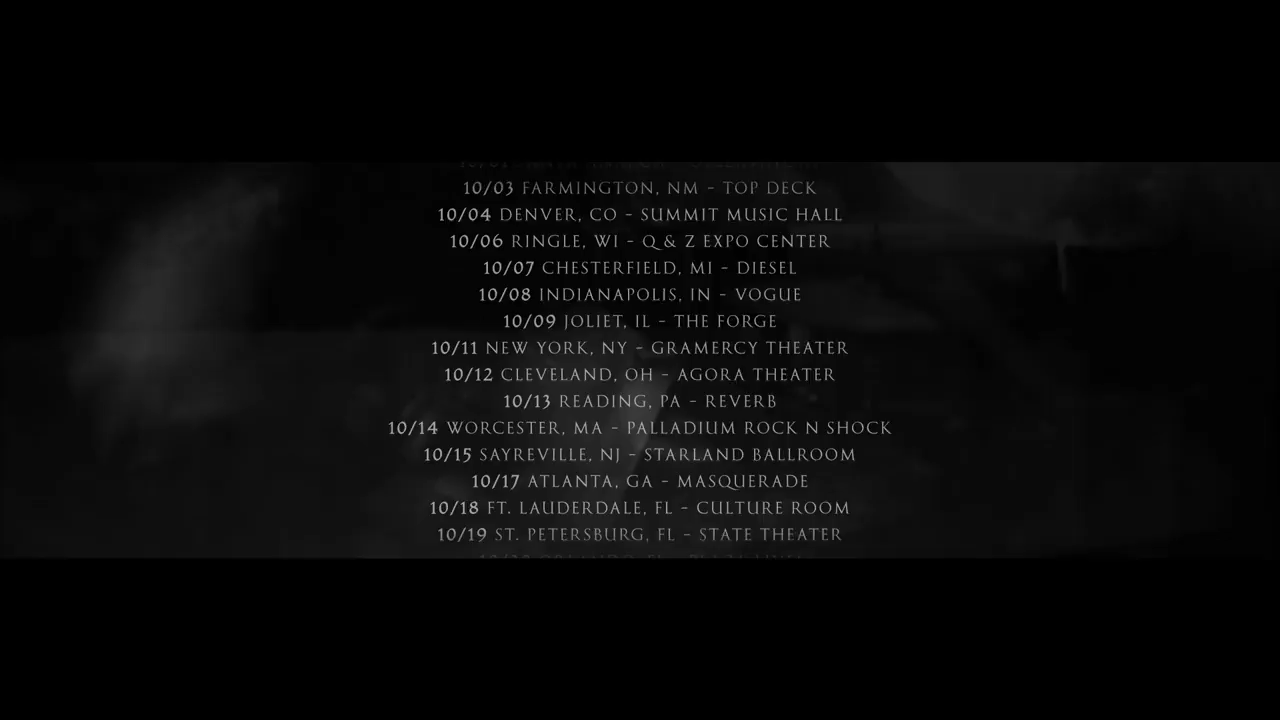 10/03 FARMINGTON, NM - TOP DECK
10/04 DENVER, CO - SUMMIT MUSIC HALL
10/06 RINGLE, WI - Q & Z EXPO CENTER
10/07 CHESTERFIELD, MI - DIESEL
10/08 INDIANAPOLIS, IN - VOGUE
10/09 JOLIET, IL - THE FORGE
10/11 NEW YORK, NY - GRAMERCY THEATER
10/12 CLEVELAND, OH - AGORA THEATER
10/13 READING, PA - REVERB
10/14 WORCESTER, MA - PALLADIUM ROCK N SHOCK
10/15 SAYREVILLE, NJ - STARLAND BALLROOM
10/17 ATLANTA, GA - MASQUERADE
10/18 FT. LAUDERDALE, FL - CULTURE ROOM
10/19 ST. PETERSBURG, FL - STATE THEATER